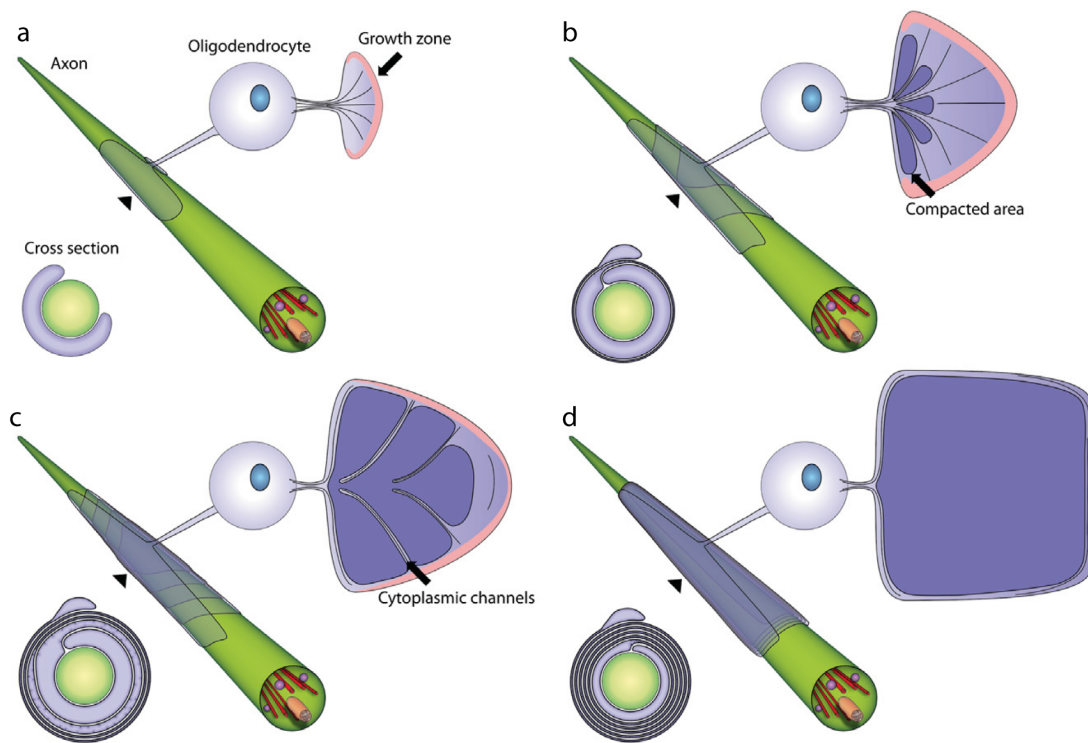 a
Axon
Oligodendrocyte
Growth zone
Cross section
b
Compacted area
c
Cytoplasmic channels
d